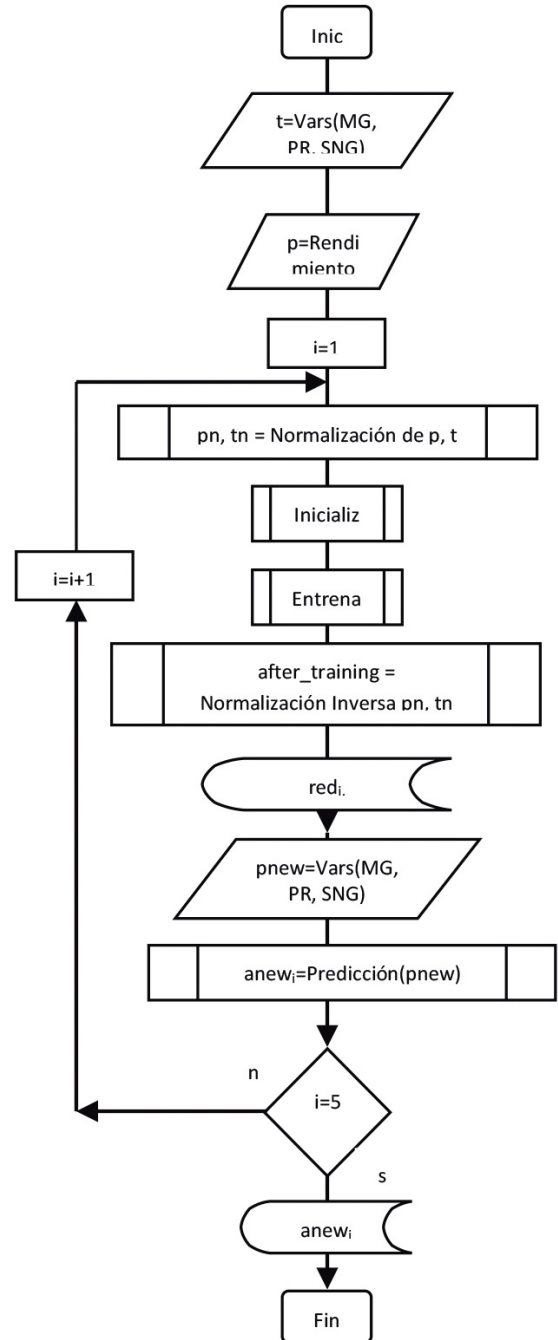 Inic
t=Vars(MG,
PR, SNG)
p=Rendi
miento
i=1
pn, tn = Normalización de p, t
Inicializ
i=i+1
Entrena
after_training =
Normalización Inversa pn, tn
redᵢ.
pnew=Vars(MG,
PR, SNG)
anewᵢ=Predicción(pnew)
n
i=5
s
anewᵢ
Fin